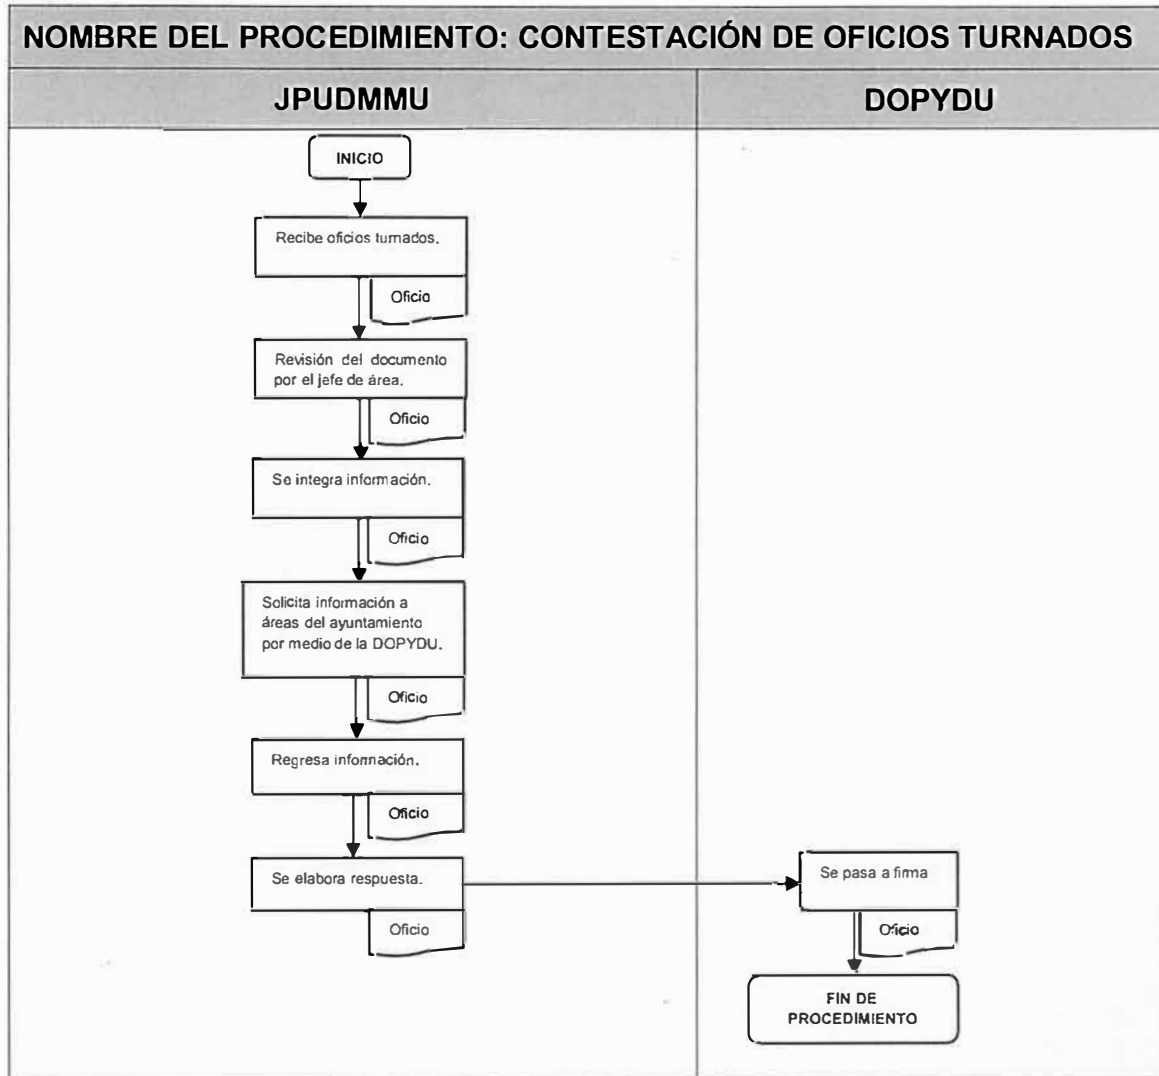 NOMBRE DEL PROCEDIMIENTO: CONTESTACIÓN DE OFICIOS TURNADOS
JPUDMMU
DOPYDU
INICIO
Recibe oficios turnados.
Oficio
Revisión del documento
por el jefe de área.
Oficio
Se integra información.
Oficio
Solicita información a
áreas del ayuntamiento
por medio de la DOPYDU.
Oficio
Regresa información.
Oficio
Se elabora respuesta.
Oficio
Se pasa a firma
Oficio
FIN DE
PROCEDIMIENTO